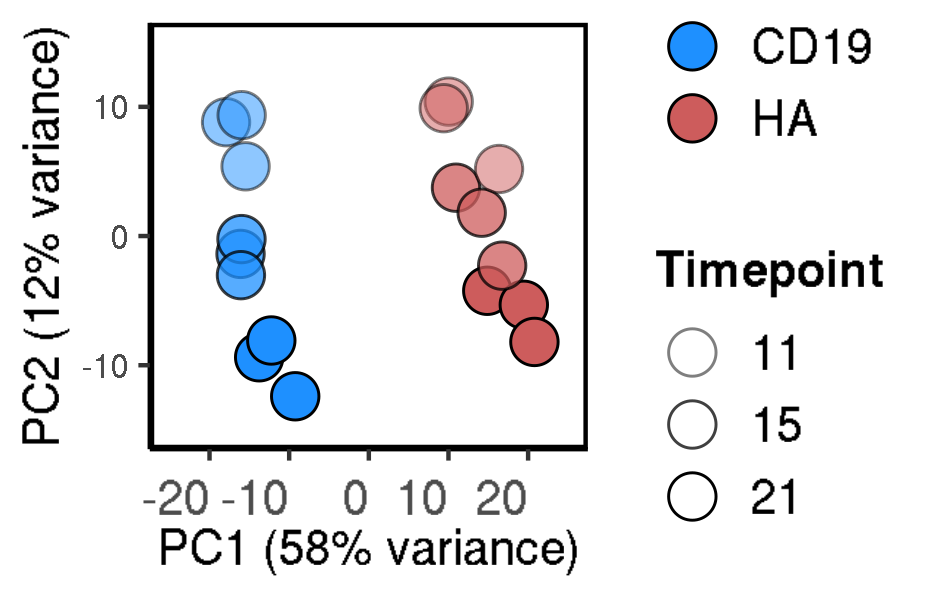 PC2 (12% variance)
10
0
-10
-20 -10 0 10 20
PC1 (58% variance)
CD19
HA
Timepoint
11
15
21